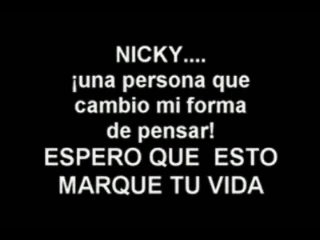 NICKY....
¡una persona que
cambio mi forma
de pensar!
ESPERO QUE  ESTO
MARQUE TU VIDA